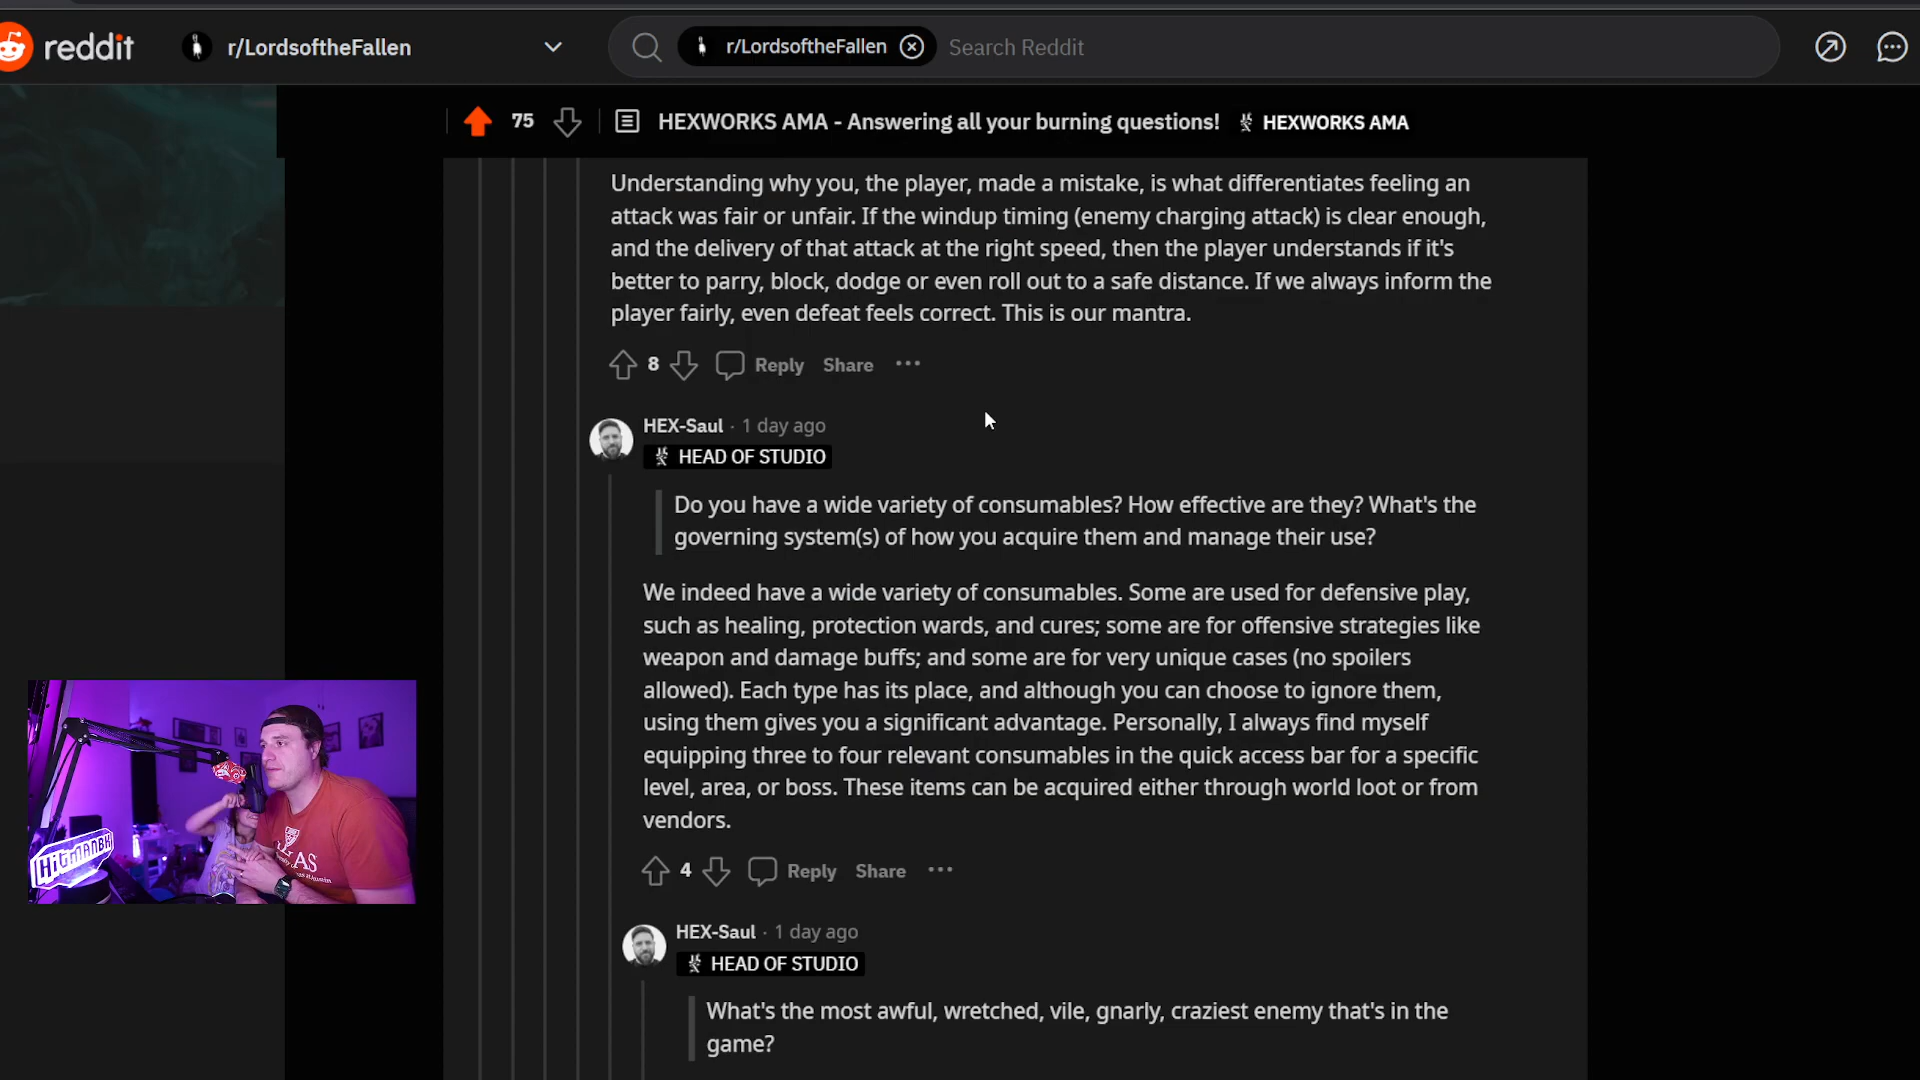 reddit
r/LordsoftheFallen
r/LordsoftheFallen
Search Reddit
75
HEXWORKS AMA - Answering all your burning questions!
HEXWORKS AMA
Understanding why you, the player, made a mistake, is what differentiates feeling an
attack was fair or unfair. If the windup timing (enemy charging attack) is clear enough,
and the delivery of that attack at the right speed, then the player understands if it's
better to parry, block, dodge or even roll out to a safe distance. If we always inform the
player fairly, even defeat feels correct. This is our mantra.
8 Reply Share ···
HEX-Saul · 1 day ago
HEAD OF STUDIO
Do you have a wide variety of consumables? How effective are they? What's the
governing system(s) of how you acquire them and manage their use?
We indeed have a wide variety of consumables. Some are used for defensive play,
such as healing, protection wards, and cures; some are for offensive strategies like
weapon and damage buffs; and some are for very unique cases (no spoilers
allowed). Each type has its place, and although you can choose to ignore them,
using them gives you a significant advantage. Personally, I always find myself
equipping three to four relevant consumables in the quick access bar for a specific
level, area, or boss. These items can be acquired either through world loot or from
vendors.
4 Reply Share ···
HEX-Saul · 1 day ago
HEAD OF STUDIO
What's the most awful, wretched, vile, gnarly, craziest enemy that's in the
game?
HiTMANBK